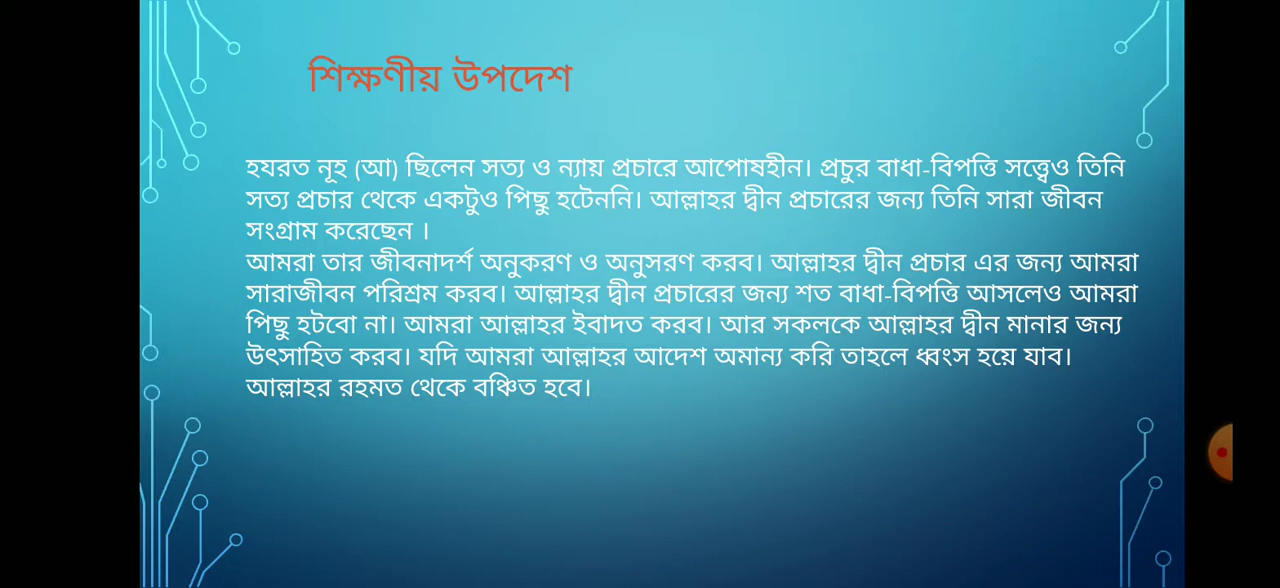 শিক্ষণীয় উপদেশ
হযরত নূহ (আ) ছিলেন সত্য ও ন্যায় প্রচারে আপোষহীন। প্রচুর বাধা-বিপত্তি সত্ত্বেও তিনি
সত্য প্রচার থেকে একটুও পিছু হটেননি। আল্লাহর দ্বীন প্রচারের জন্য তিনি সারা জীবন
সংগ্রাম করেছেন ।
আমরা তার জীবনাদর্শ অনুকরণ ও অনুসরণ করব। আল্লাহর দ্বীন প্রচার এর জন্য আমরা
সারাজীবন পরিশ্রম করব। আল্লাহর দ্বীন প্রচারের জন্য শত বাধা-বিপত্তি আসলেও আমরা
পিছু হটবো না। আমরা আল্লাহর ইবাদত করব। আর সকলকে আল্লাহর দ্বীন মানার জন্য
উৎসাহিত করব। যদি আমরা আল্লাহর আদেশ অমান্য করি তাহলে ধ্বংস হয়ে যাব।
আল্লাহর রহমত থেকে বঞ্চিত হবে।